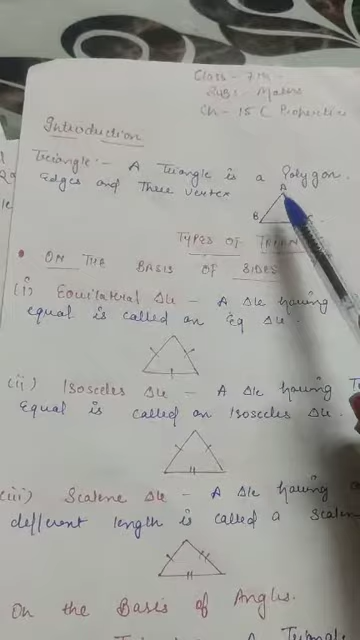 Class - 7th
Sub:- Maths
Ch - 15 ( Properties
Introduction
Triangle:- A Triangle is a Polygon.
Edges and Three vertex
A
B
TYPES OF
ON THE BASIS OF SIDES
(i) Equilateral Δle - A Δle having
equal is called an Eq Δle.
(ii) Isosceles Δle - A Δle having
Equal is called an Isosceles Δle.
(iii) Scalene Δle - A Δle having
different length is called a
On the Basis of Angles.